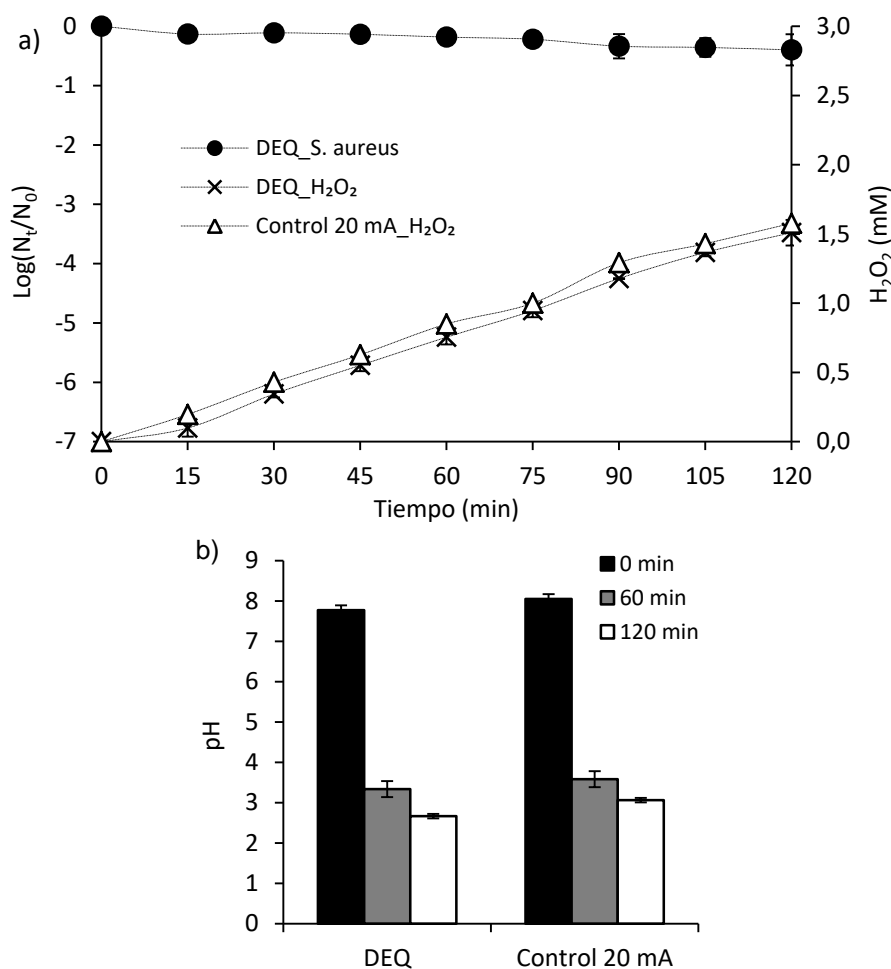 a)
Log(Nt/N0)
0
-1
-2
-3
-4
-5
-6
-7
DEQ_S. aureus
DEQ_H₂O₂
Control 20 mA_H₂O₂
3,0
2,5
2,0
1,5
1,0
0,5
0,0
H₂O₂ (mM)
0 15 30 45 60 75 90 105 120
Tiempo (min)
b)
pH
9
8
7
6
5
4
3
2
1
0
0 min
60 min
120 min
DEQ Control 20 mA